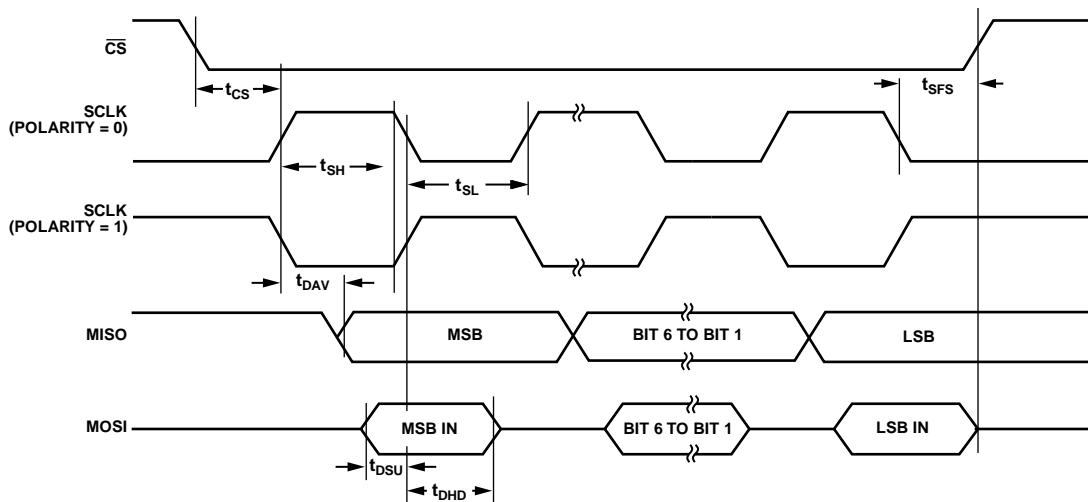 CS
tCS
tSFS
SCLK
(POLARITY = 0)
tSH
tSL
SCLK
(POLARITY = 1)
tDAV
MISO
MSB
BIT 6 TO BIT 1
LSB
MOSI
MSB IN
BIT 6 TO BIT 1
LSB IN
tDSU
tDHD